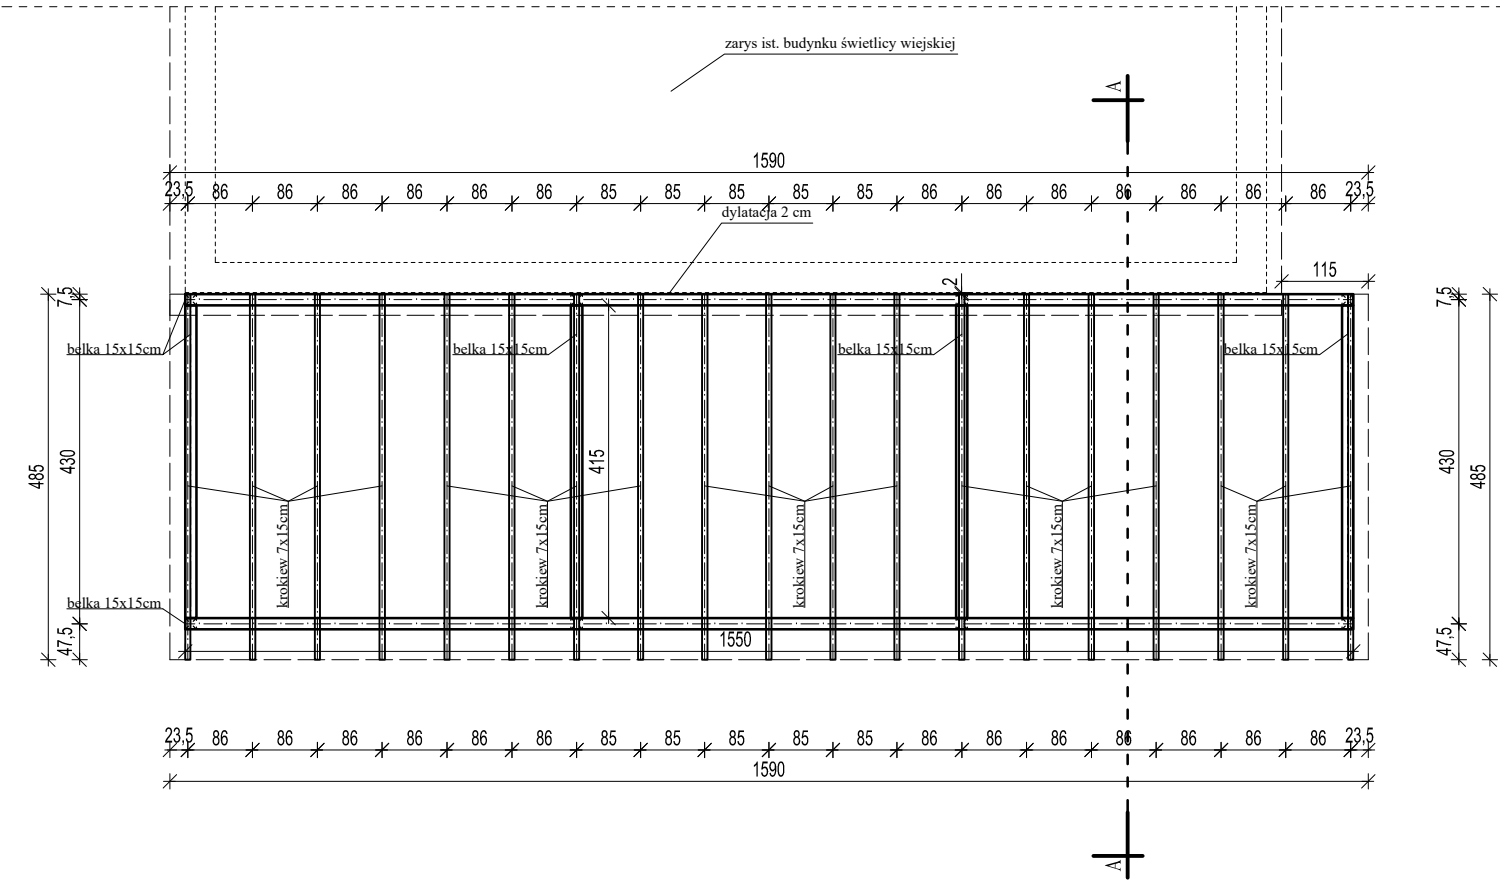 zarys ist. budynku świetlicy wiejskiej
A
1590
23,5 86 86 86 86 86 86 85 85 85 85 85 86 86 86 86 86 86 86 23,5
dylatacja 2 cm
115
2
7,5
7,5
belka 15x15cm
belka 15x15cm
belka 15x15cm
belka 15x15cm
485
430
415
430
485
krokiew 7x15cm
krokiew 7x15cm
krokiew 7x15cm
krokiew 7x15cm
krokiew 7x15cm
belka 15x15cm
47,5
1550
47,5
23,5 86 86 86 86 86 86 85 85 85 85 85 86 86 86 86 86 86 86 23,5
1590
A